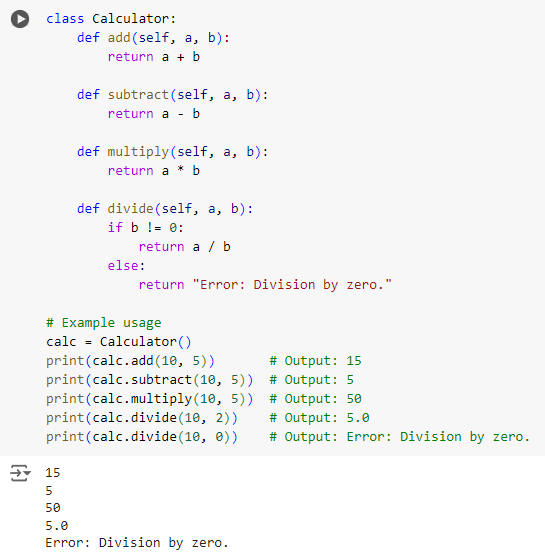 class Calculator:
    def add(self, a, b):
        return a + b

    def subtract(self, a, b):
        return a - b

    def multiply(self, a, b):
        return a * b

    def divide(self, a, b):
        if b != 0:
            return a / b
        else:
            return "Error: Division by zero."

# Example usage
calc = Calculator()
print(calc.add(10, 5))       # Output: 15
print(calc.subtract(10, 5))  # Output: 5
print(calc.multiply(10, 5))  # Output: 50
print(calc.divide(10, 2))    # Output: 5.0
print(calc.divide(10, 0))    # Output: Error: Division by zero.
15
5
50
5.0
Error: Division by zero.